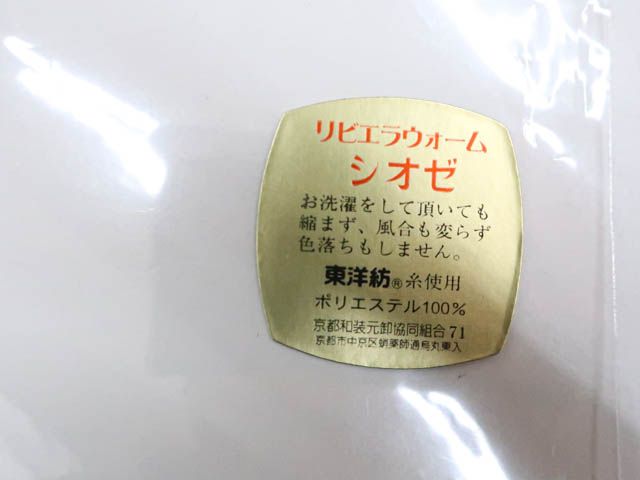 リビエラウォーム
シオゼ
お洗濯をして頂いても
縮まず、風合も変らず
色落ちもしません。
東洋紡®糸使用
ポリエステル100%
京都和装元卸協同組合71
京都市中京区蛸薬師通烏丸東入